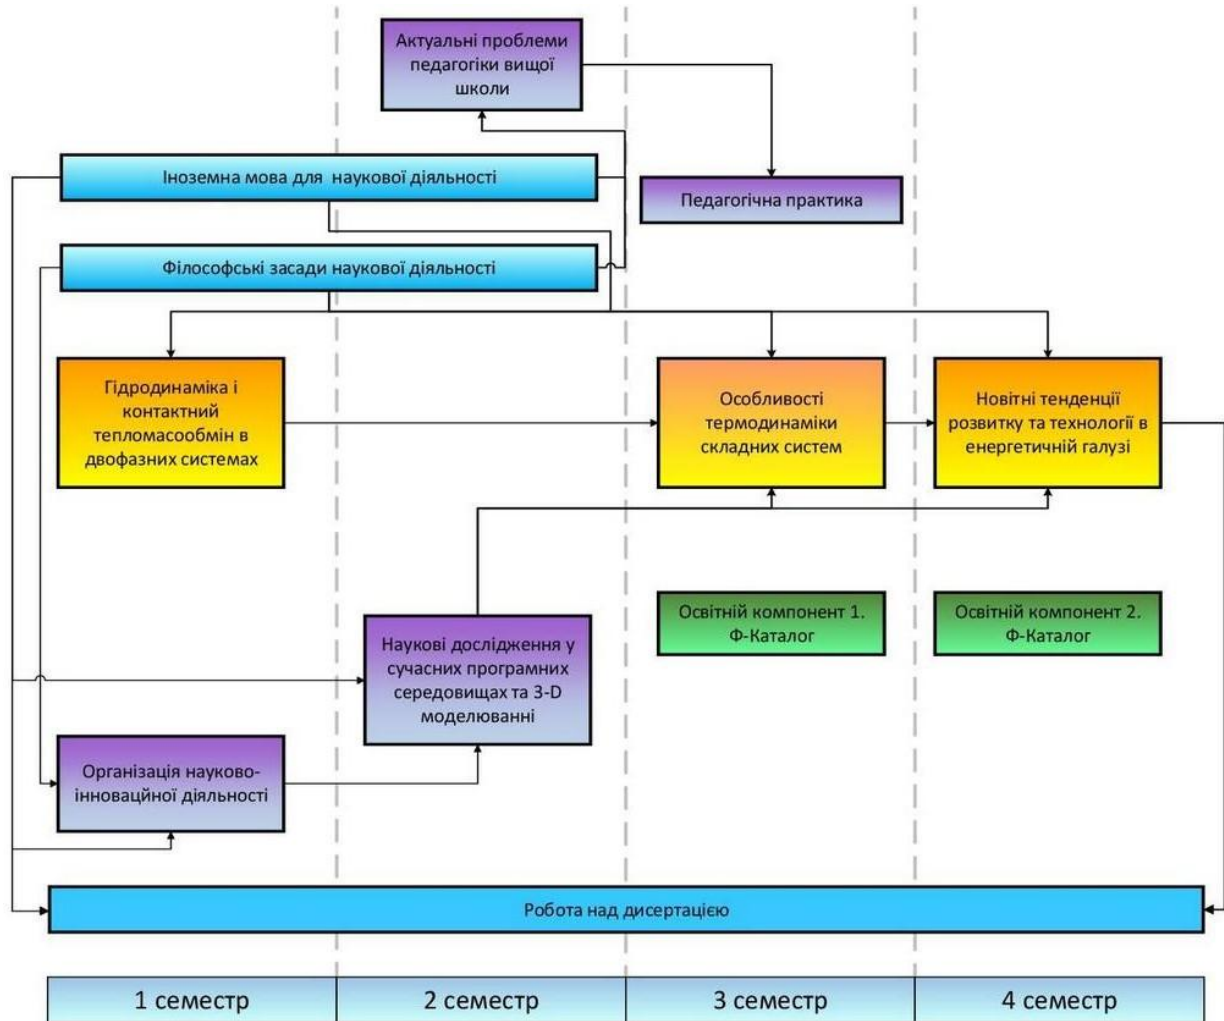 Актуальні проблеми
педагогіки вищої
школи
Іноземна мова для наукової діяльності
Педагогічна практика
Філософські засади наукової діяльності
Гідродинаміка і
контактний
тепломасообмін в
двофазних системах
Особливості
термодинаміки
складних систем
Новітні тенденції
розвитку та технології в
енергетичній галузі
Освітній компонент 1.
Ф-Каталог
Освітній компонент 2.
Ф-Каталог
Наукові дослідження у
сучасних програмних
середовищах та 3-D
моделюванні
Організація науково-
інноваційної діяльності
Робота над дисертацією
1 семестр
2 семестр
3 семестр
4 семестр